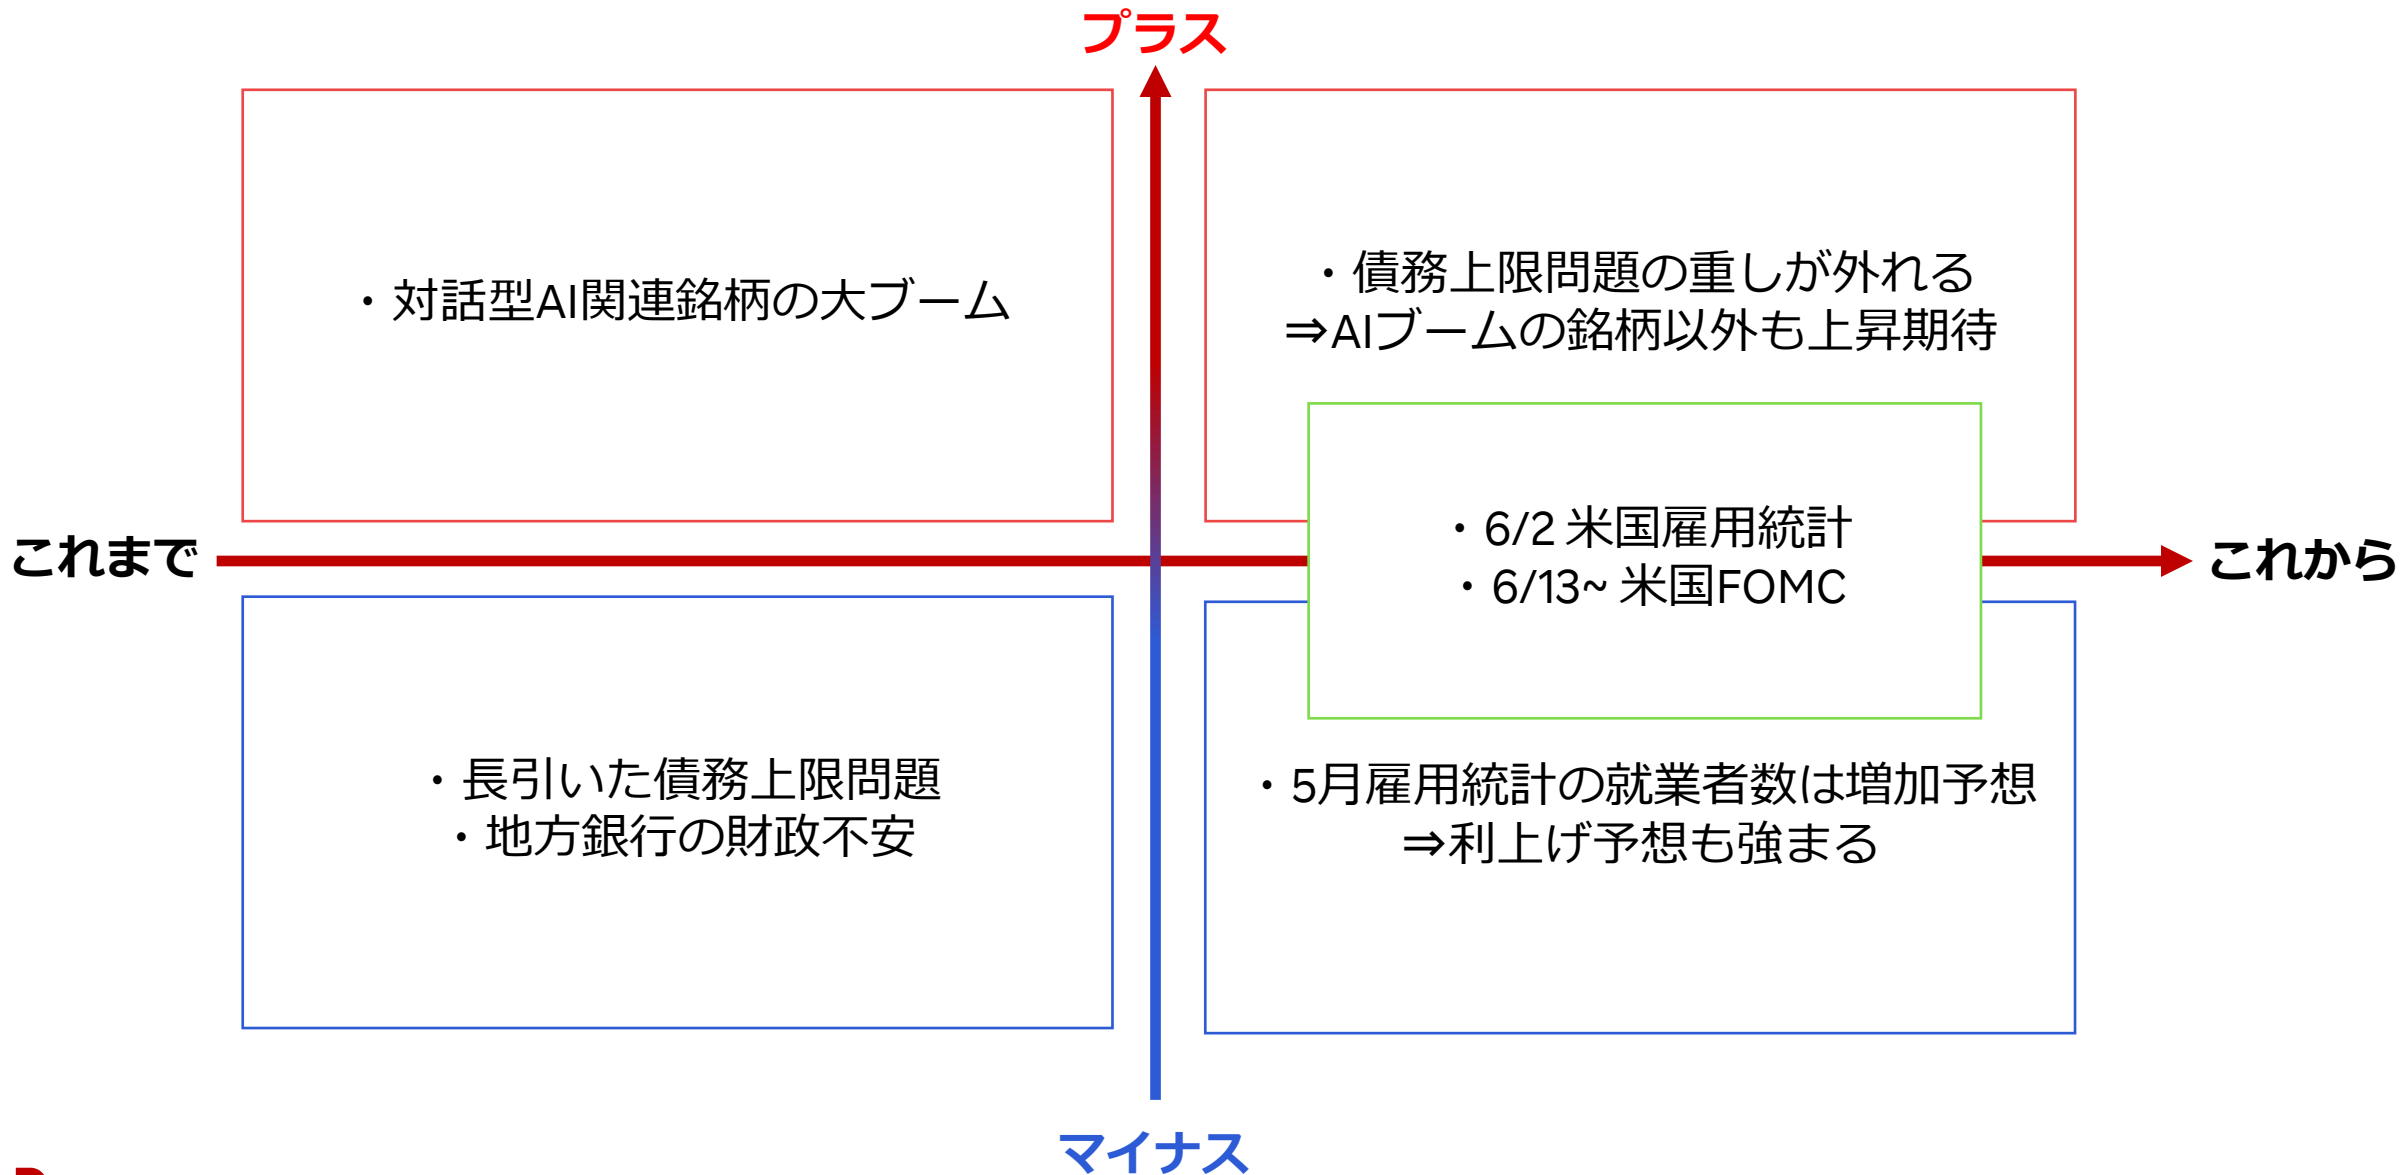 プラス
・対話型AI関連銘柄の大ブーム
・債務上限問題の重しが外れる
⇒AIブームの銘柄以外も上昇期待
・6/2 米国雇用統計
・6/13~ 米国FOMC
これまで
これから
・長引いた債務上限問題
・地方銀行の財政不安
・5月雇用統計の就業者数は増加予想
⇒利上げ予想も強まる
マイナス